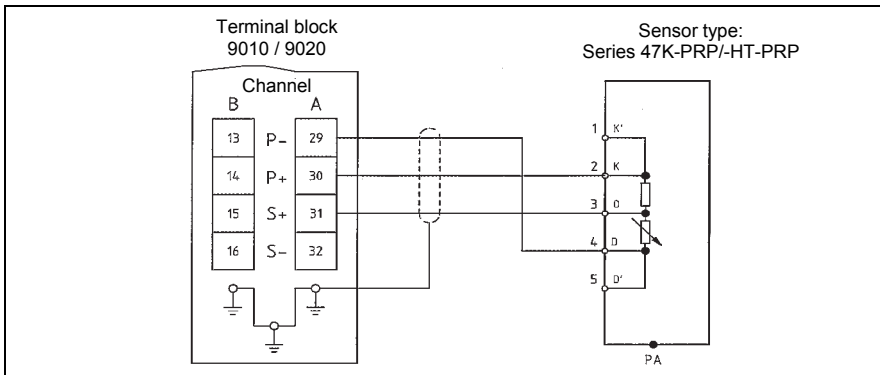 Terminal block
9010 / 9020
Sensor type:
Series 47K-PRP/-HT-PRP
Channel
B A
13 P- 29
14 P+ 30
15 S+ 31
16 S- 32
1 K'
2 K
3 O
4 D
5 D'
PA